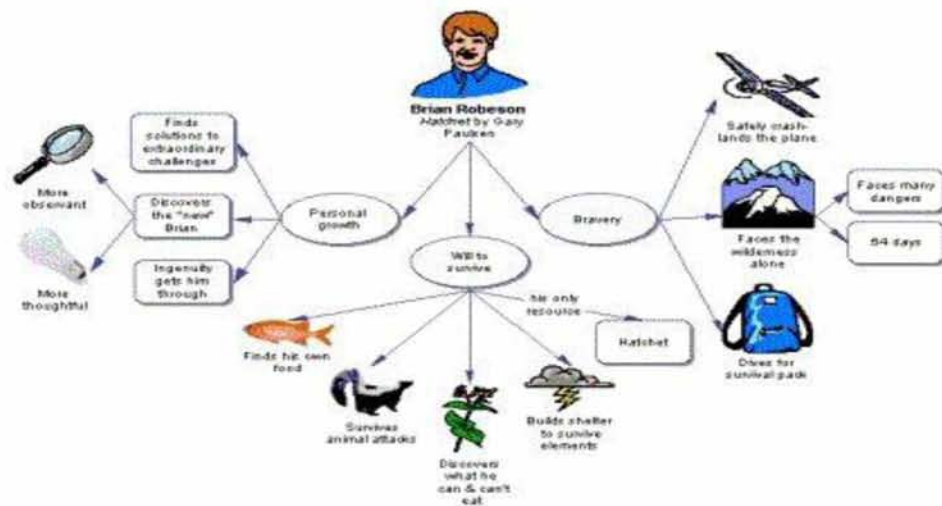 Brian Robeson
Hatchet by Gary
Paulsen
Finds
solutions to
extraordinary
challenges
More
observant
Discovers
the "new"
Brian
More
thoughtful
Ingenuity
gets him
through
Personal
growth
Will to
survive
Finds his own
food
Survives
animal attacks
Discovers
what he
can & can't
eat
Builds shelter
to survive
elements
his only
resource
Hatchet
Bravery
Safely crash-
lands the plane
Faces the
wilderness
alone
Faces many
dangers
54 days
Dives for
survival pack